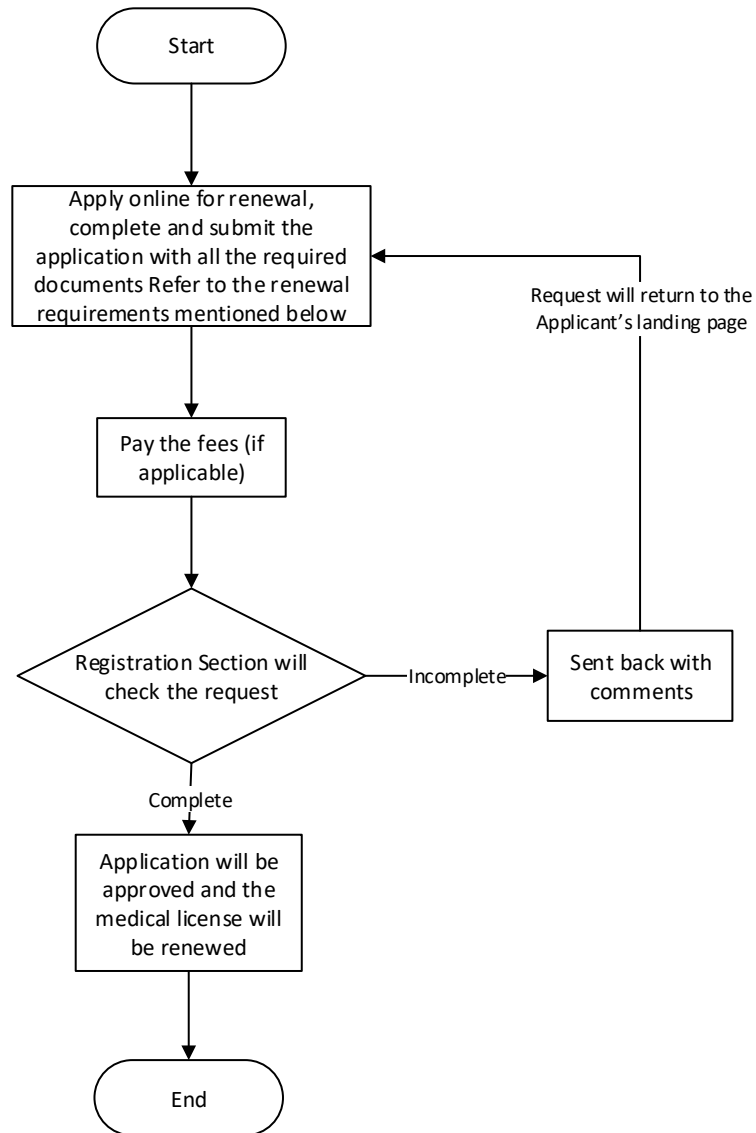 Start
Apply online for renewal,
complete and submit the
application with all the required
documents Refer to the renewal
requirements mentioned below
Request will return to the
Applicant’s landing page
Pay the fees (if
applicable)
Registration Section will
check the request
Incomplete
Sent back with
comments
Complete
Application will be
approved and the
medical license will
be renewed
End